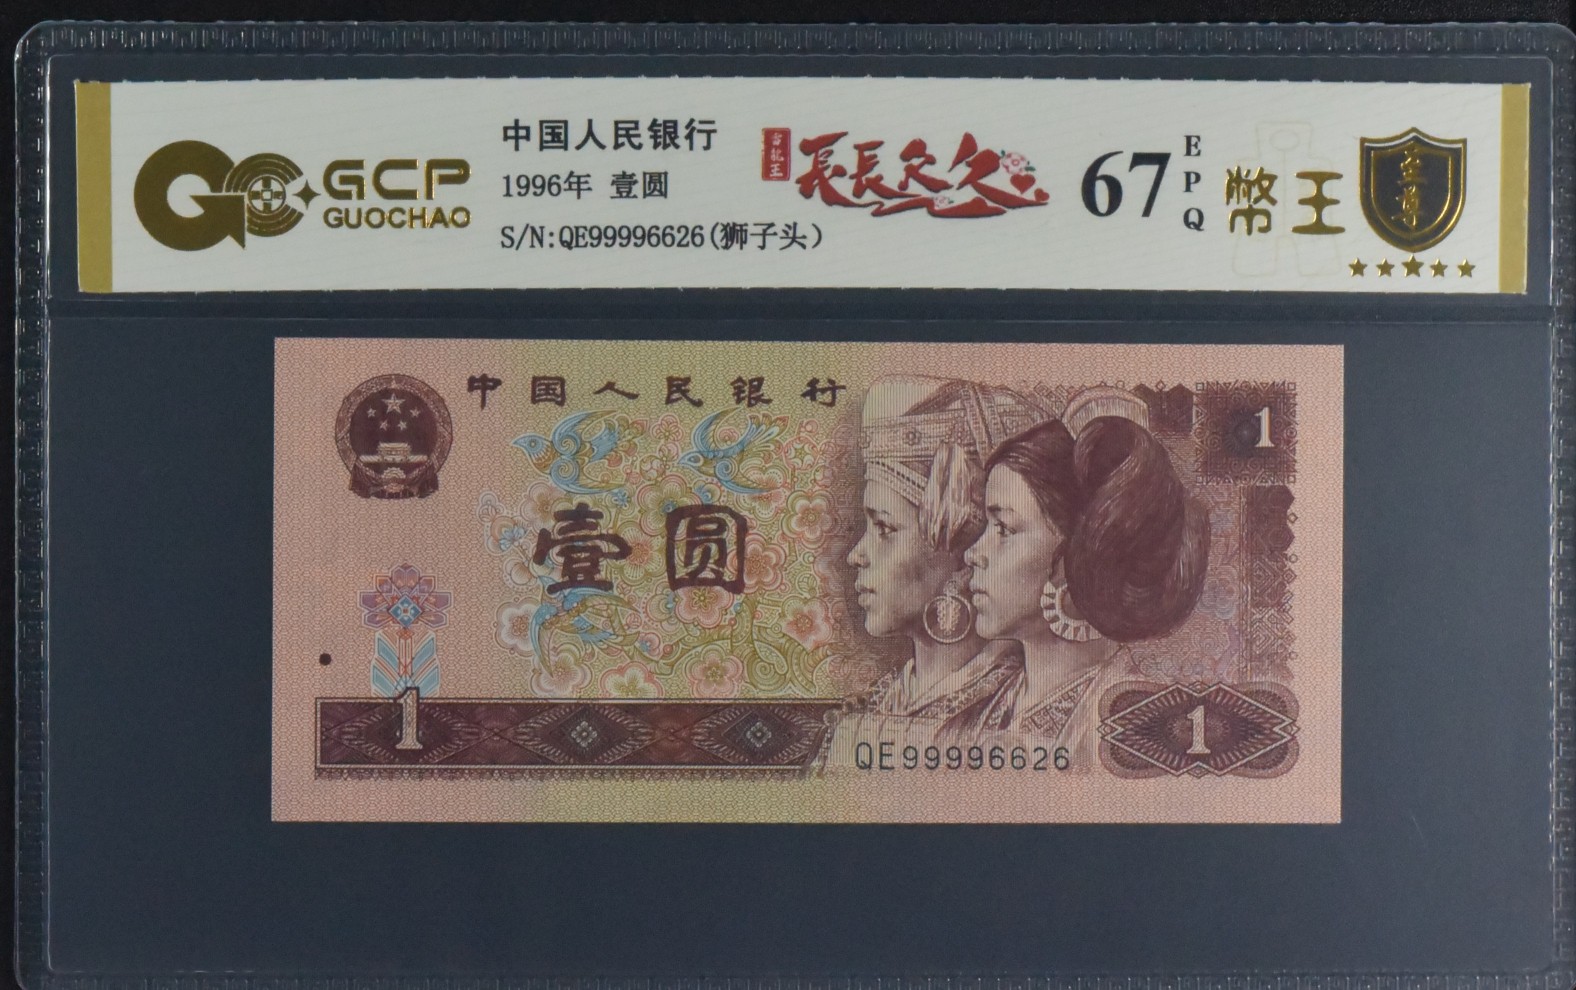 GCP
GUOCHAO
中国人民银行
1996年 壹圆
S/N:QE99996626(狮子头)
長長久久
67
E
P
Q
幣王
至尊
中国人民银行
1
壹圆
1
QE99996626
1